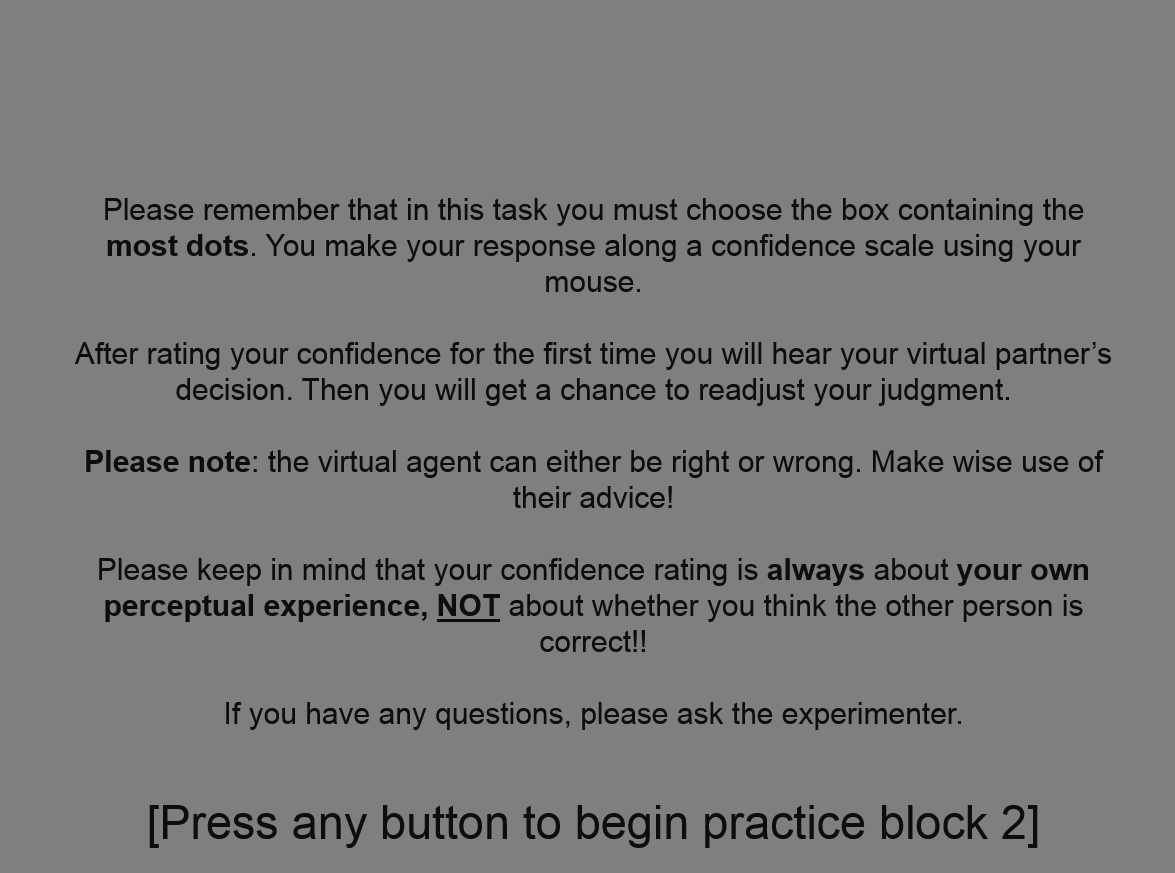 Please remember that in this task you must choose the box containing the
most dots. You make your response along a confidence scale using your
mouse.
After rating your confidence for the first time you will hear your virtual partner’s
decision. Then you will get a chance to readjust your judgment.
Please note: the virtual agent can either be right or wrong. Make wise use of
their advice!
Please keep in mind that your confidence rating is always about your own
perceptual experience, NOT about whether you think the other person is
correct!!
If you have any questions, please ask the experimenter.
[Press any button to begin practice block 2]